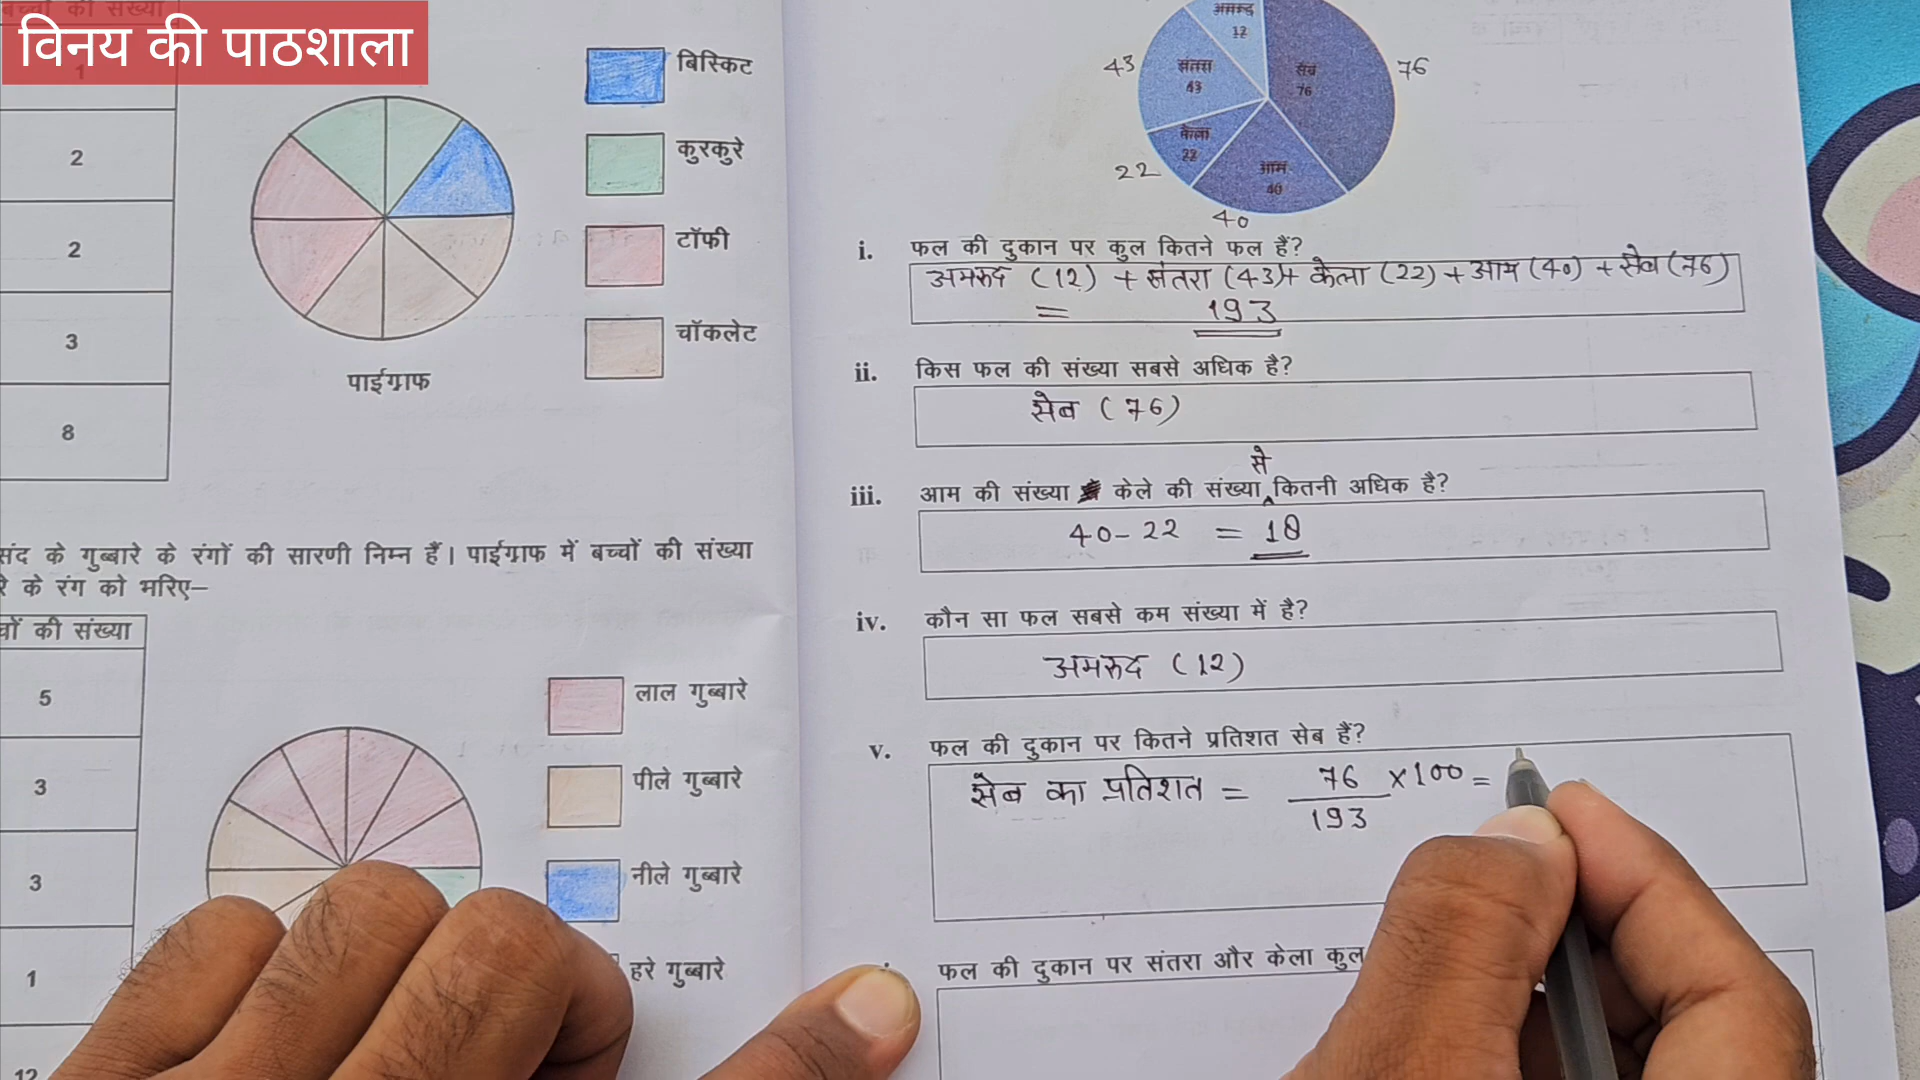 बच्चों की संख्या
विनय की पाठशाला
1
2
2
3
8
बिस्किट
कुरकुरे
टॉफी
चॉकलेट
पाईग्राफ
संद के गुब्बारे के रंगों की सारणी निम्न हैं। पाईग्राफ में बच्चों की संख्या
रे के रंग को भरिए–
चों की संख्या
5
3
3
1
12
लाल गुब्बारे
पीले गुब्बारे
नीले गुब्बारे
हरे गुब्बारे
अमरूद
12
संतरा
43
सेब
76
केला
22
आम
40
43
76
22
40
i. फल की दुकान पर कुल कितने फल हैं?
अमरूद (12) + संतरा (43)+ केला (22) + आम (40) + सेब (76)
= 193
ii. किस फल की संख्या सबसे अधिक है?
सेब (76)
से
iii. आम की संख्या केले की संख्या कितनी अधिक है?
40-22 = 18
iv. कौन सा फल सबसे कम संख्या में है?
अमरूद (12)
v. फल की दुकान पर कितने प्रतिशत सेब हैं?
सेब का प्रतिशत = 76/193 ×100 =
फल की दुकान पर संतरा और केला कुल